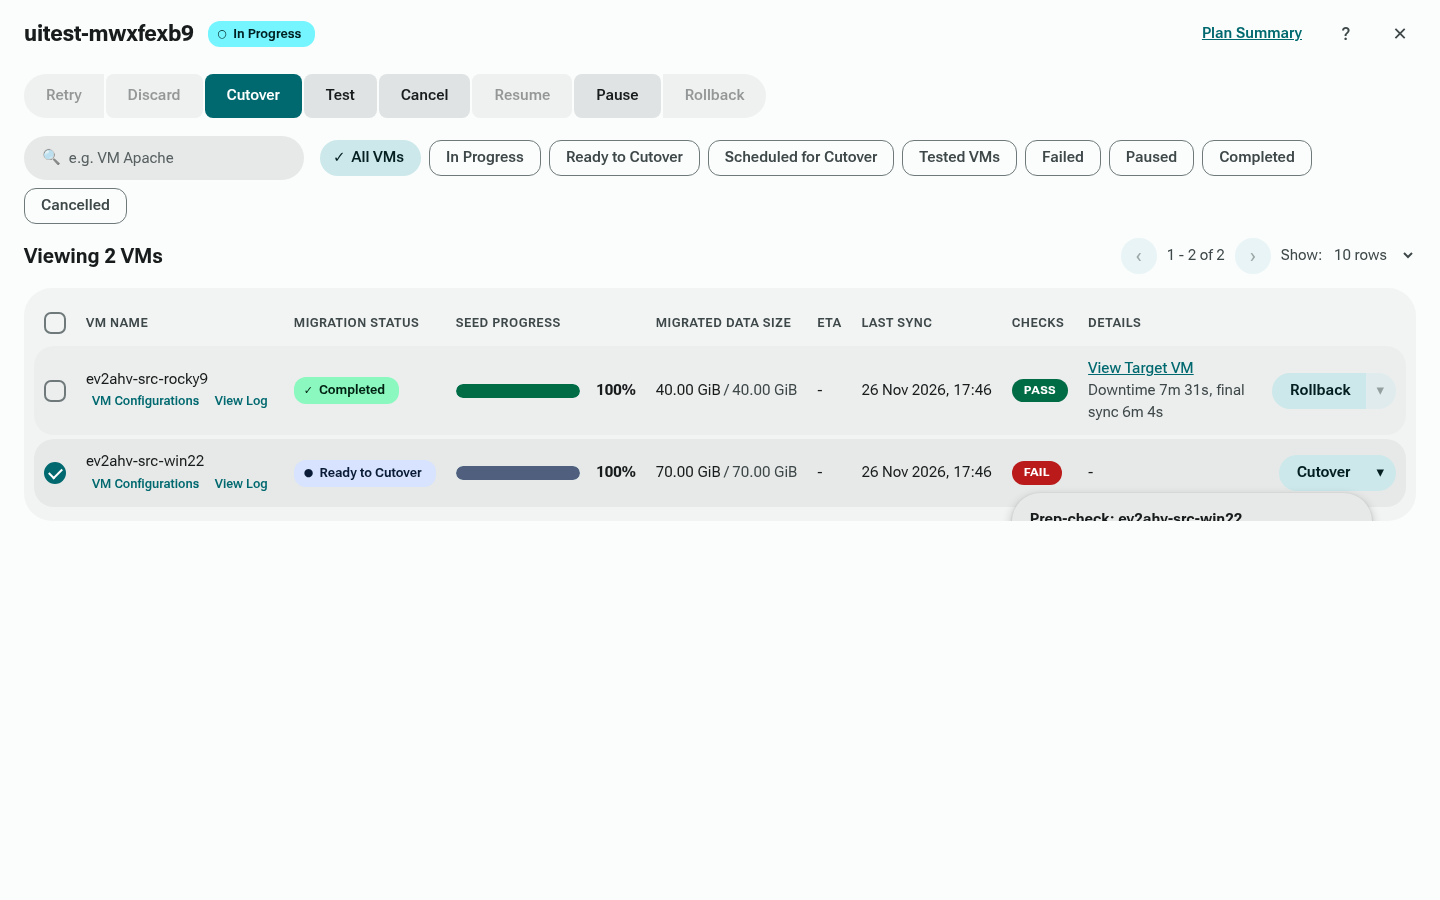 uitest-mwxfexb9
In Progress
Plan Summary
?
Retry
Discard
Cutover
Test
Cancel
Resume
Pause
Rollback
e.g. VM Apache
✓ All VMs
In Progress
Ready to Cutover
Scheduled for Cutover
Tested VMs
Failed
Paused
Completed
Cancelled
Viewing 2 VMs
1 - 2 of 2
Show: 10 rows
VM NAME
MIGRATION STATUS
SEED PROGRESS
MIGRATED DATA SIZE
ETA
LAST SYNC
CHECKS
DETAILS
ev2ahv-src-rocky9
VM Configurations
View Log
✓ Completed
100%
40.00 GiB / 40.00 GiB
-
26 Nov 2026, 17:46
PASS
View Target VM
Downtime 7m 31s, final
sync 6m 4s
Rollback
ev2ahv-src-win22
VM Configurations
View Log
Ready to Cutover
100%
70.00 GiB / 70.00 GiB
-
26 Nov 2026, 17:46
FAIL
-
Cutover
Prep-check: ev2ahv-src-win22